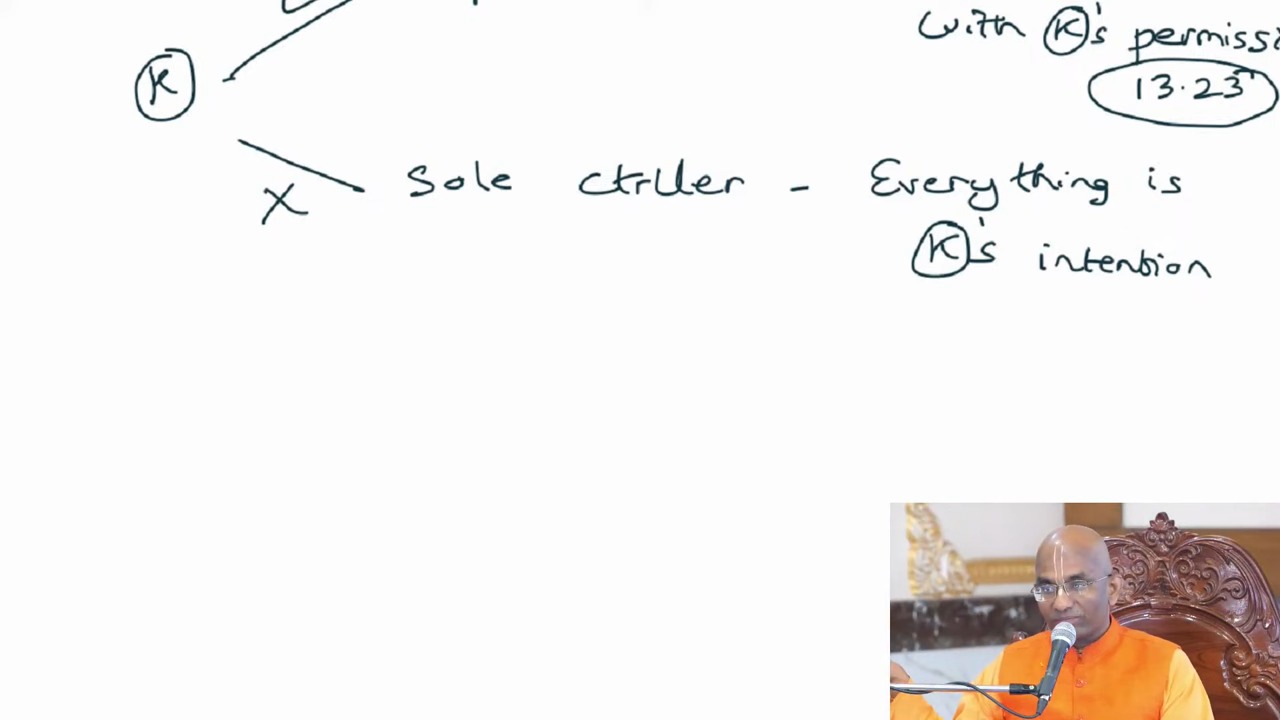 with K's permissi
K
13.23
X Sole ctrller - Everything is
K's intention